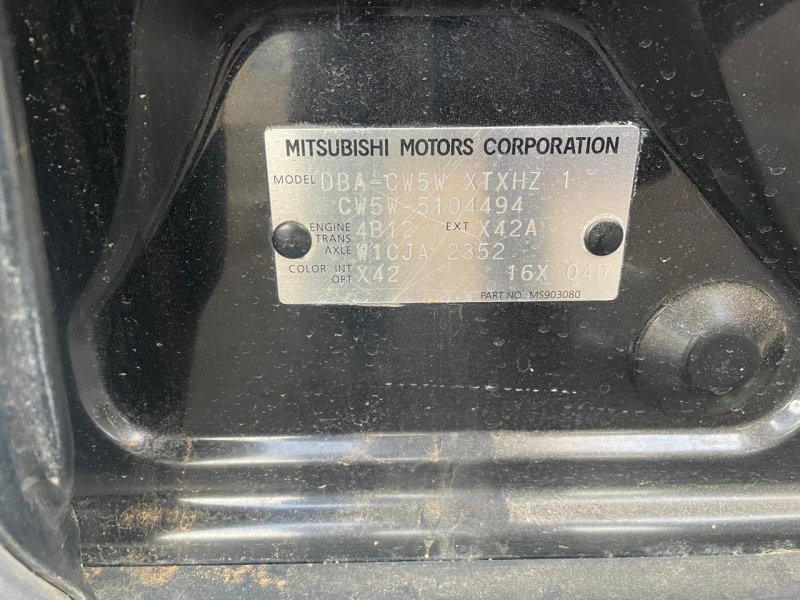 MITSUBISHI MOTORS CORPORATION
MODEL DBA-CW5W XTXHZ 1
CW5W-5104494
ENGINE 4B12 EXT X42A
TRANS
AXLE W1CJA 2352
COLOR, INT X42 16X 040
OPT
PART NO. MS903080